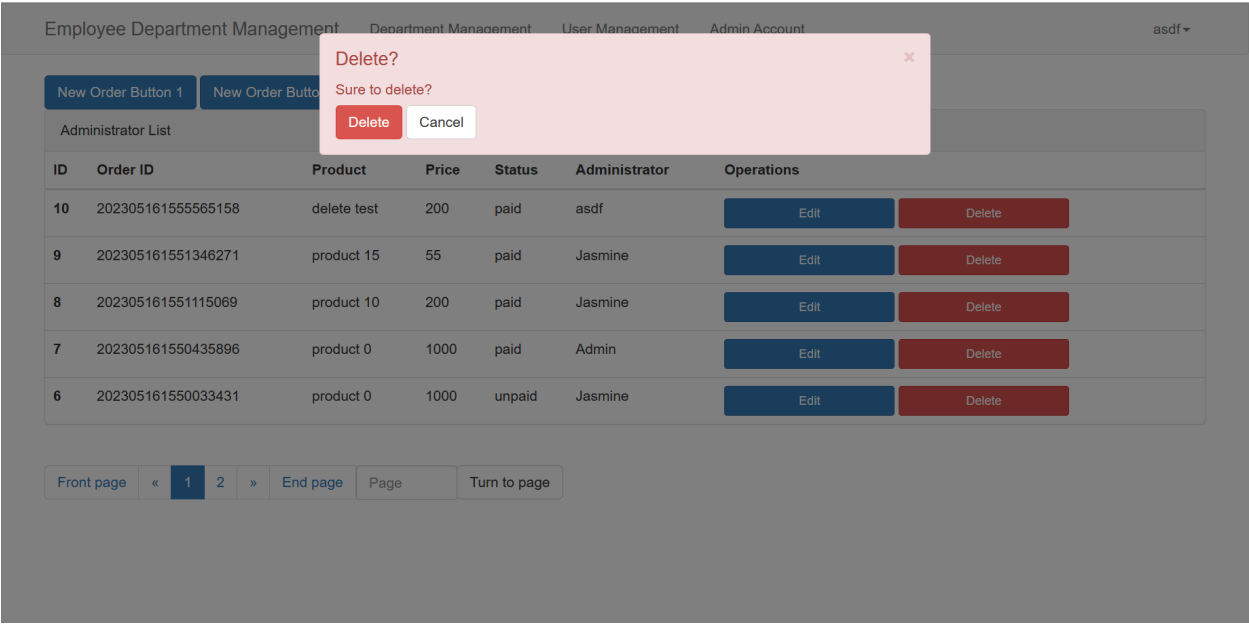 Employee Department Management Department Management User Management Admin Account asdf
Delete? ×
Sure to delete?
Delete Cancel
New Order Button 1 New Order Butto
Administrator List
ID Order ID Product Price Status Administrator Operations
10 202305161555565158 delete test 200 paid asdf Edit Delete
9 202305161551346271 product 15 55 paid Jasmine Edit Delete
8 202305161551115069 product 10 200 paid Jasmine Edit Delete
7 202305161550435896 product 0 1000 paid Admin Edit Delete
6 202305161550033431 product 0 1000 unpaid Jasmine Edit Delete
Front page « 1 2 » End page Page Turn to page